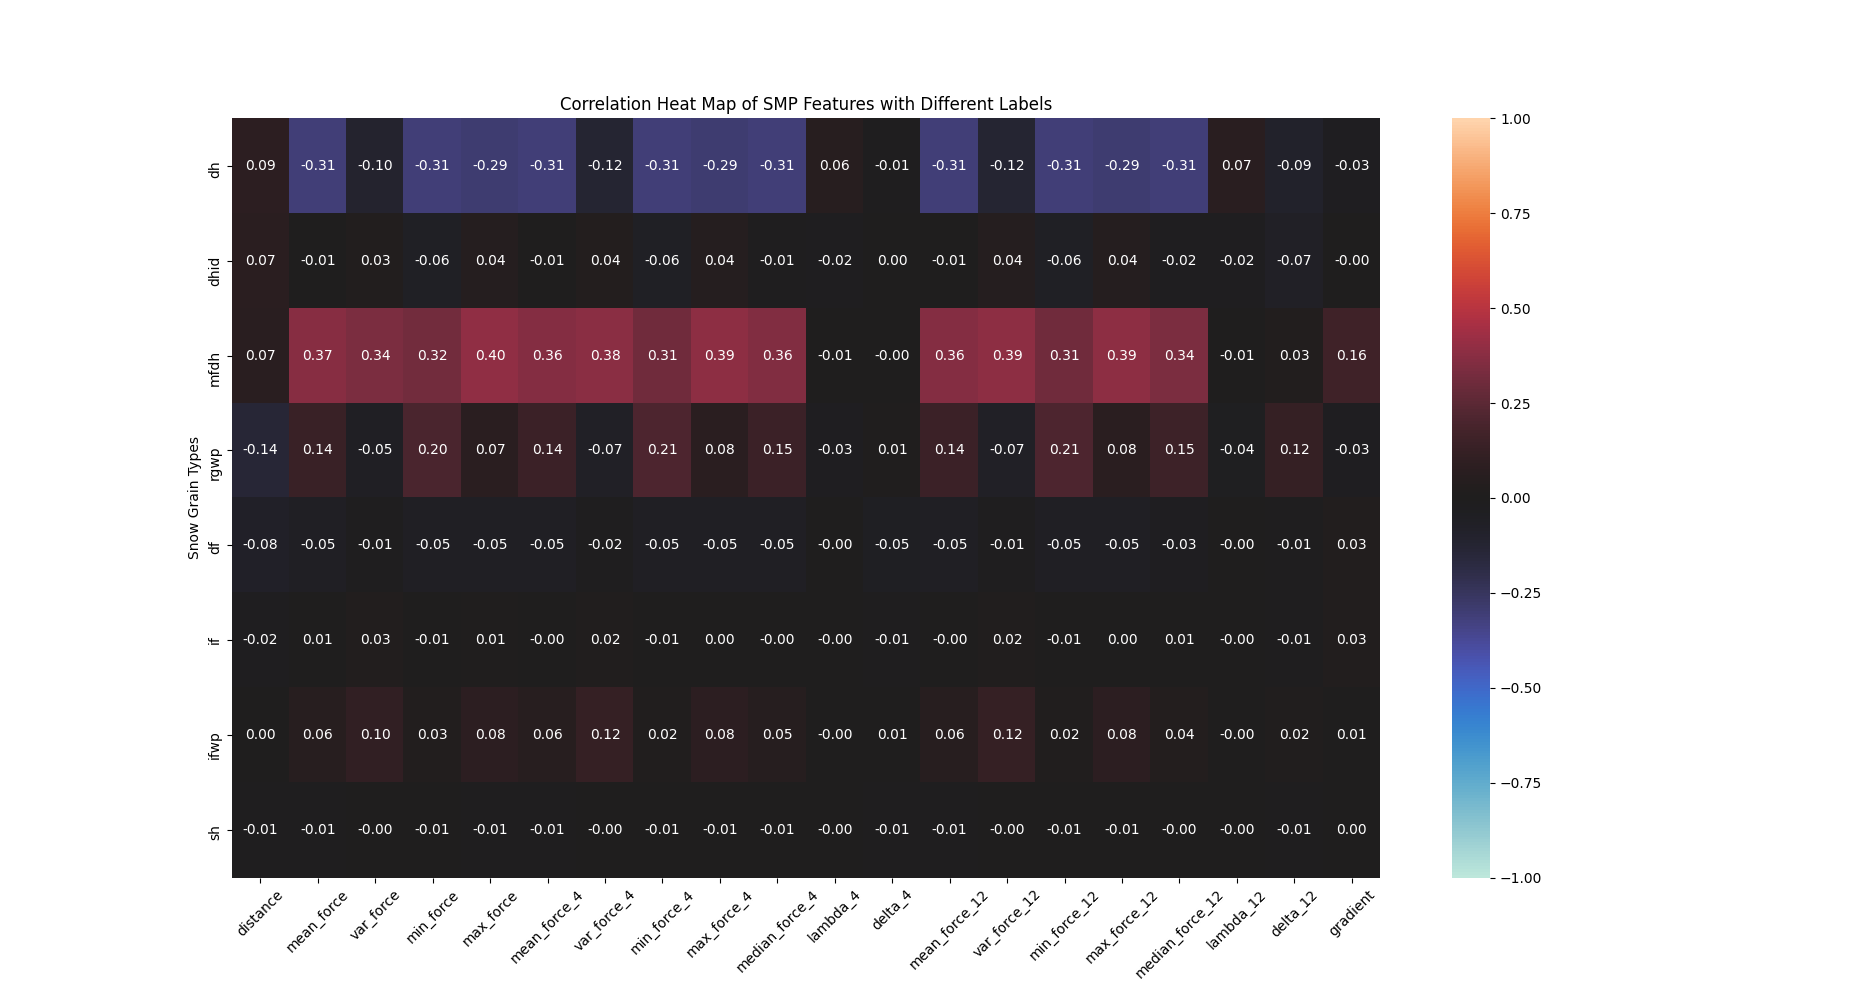 Correlation Heat Map of SMP Features with Different Labels
Snow Grain Types
dh 0.09 -0.31 -0.10 -0.31 -0.29 -0.31 -0.12 -0.31 -0.29 -0.31 0.06 -0.01 -0.31 -0.12 -0.31 -0.29 -0.31 0.07 -0.09 -0.03
dhid 0.07 -0.01 0.03 -0.06 0.04 -0.01 0.04 -0.06 0.04 -0.01 -0.02 0.00 -0.01 0.04 -0.06 0.04 -0.02 -0.02 -0.07 -0.00
mfdh 0.07 0.37 0.34 0.32 0.40 0.36 0.38 0.31 0.39 0.36 -0.01 -0.00 0.36 0.39 0.31 0.39 0.34 -0.01 0.03 0.16
rgwp -0.14 0.14 -0.05 0.20 0.07 0.14 -0.07 0.21 0.08 0.15 -0.03 0.01 0.14 -0.07 0.21 0.08 0.15 -0.04 0.12 -0.03
df -0.08 -0.05 -0.01 -0.05 -0.05 -0.05 -0.02 -0.05 -0.05 -0.05 -0.00 -0.05 -0.05 -0.01 -0.05 -0.05 -0.03 -0.00 -0.01 0.03
if -0.02 0.01 0.03 -0.01 0.01 -0.00 0.02 -0.01 0.00 -0.00 -0.00 -0.01 -0.00 0.02 -0.01 0.00 0.01 -0.00 -0.01 0.03
ifwp 0.00 0.06 0.10 0.03 0.08 0.06 0.12 0.02 0.08 0.05 -0.00 0.01 0.06 0.12 0.02 0.08 0.04 -0.00 0.02 0.01
sh -0.01 -0.01 -0.00 -0.01 -0.01 -0.01 -0.00 -0.01 -0.01 -0.01 -0.00 -0.01 -0.01 -0.00 -0.01 -0.01 -0.00 -0.00 -0.01 0.00
distance mean_force var_force min_force max_force mean_force_4 var_force_4 min_force_4 max_force_4 median_force_4 lambda_4 delta_4 mean_force_12 var_force_12 min_force_12 max_force_12 median_force_12 lambda_12 delta_12 gradient
1.00
0.75
0.50
0.25
0.00
−0.25
−0.50
−0.75
−1.00